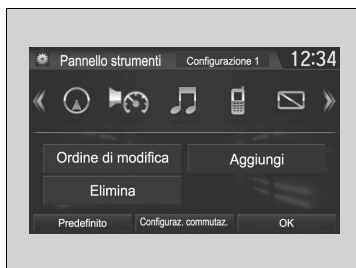 Pannello strumenti Configurazione 1 12:34
Ordine di modifica Aggiungi
Elimina
Predefinito Configuraz. commutaz. OK